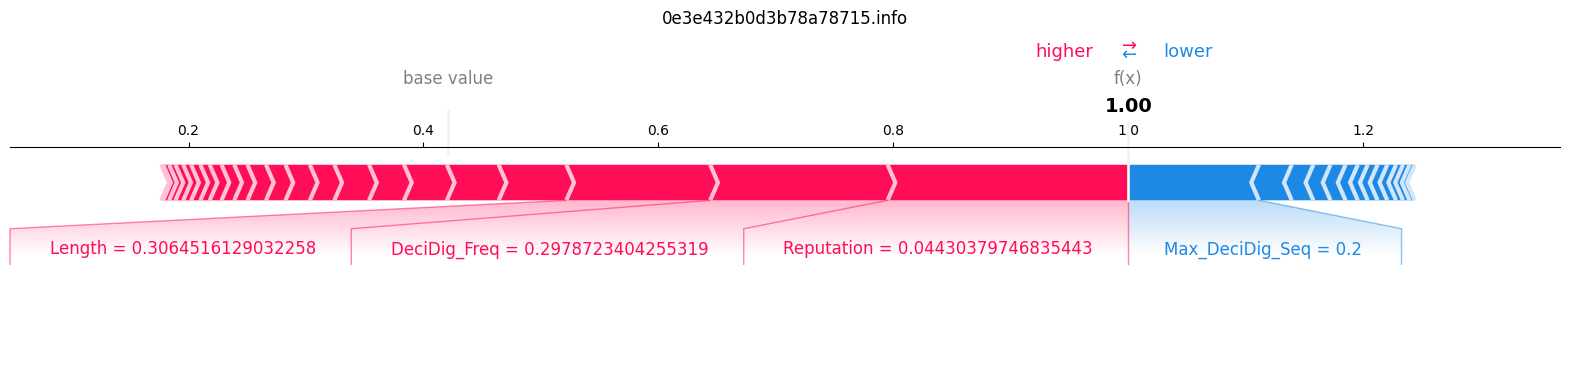 0e3e432b0d3b78a78715.info
higher ⇄ lower
base value f(x)
1.00
0.2 0.4 0.6 0.8 1.0 1.2
Length = 0.3064516129032258 DeciDig_Freq = 0.2978723404255319 Reputation = 0.04430379746835443 Max_DeciDig_Seq = 0.2